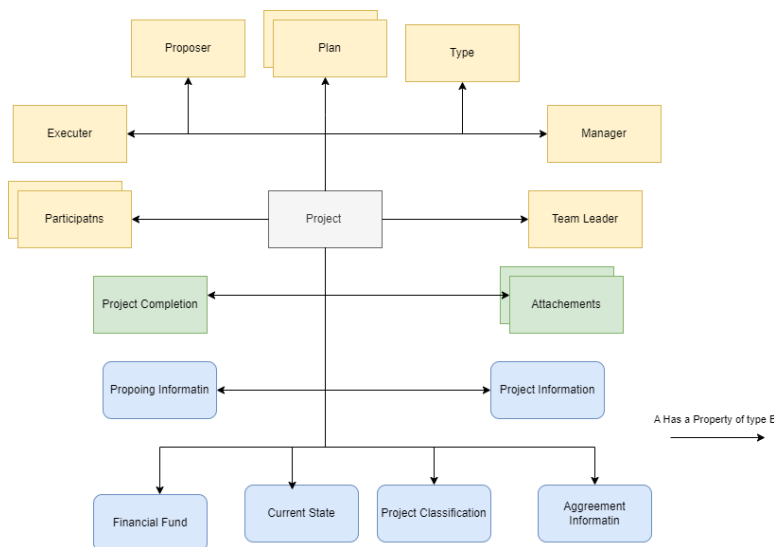 Proposer
Plan
Type
Executer
Manager
Participatns
Project
Team Leader
Project Completion
Attachements
Propoing Informatin
Project Information
A Has a Property of type B
Financial Fund
Current State
Project Classification
Aggreement
Informatin